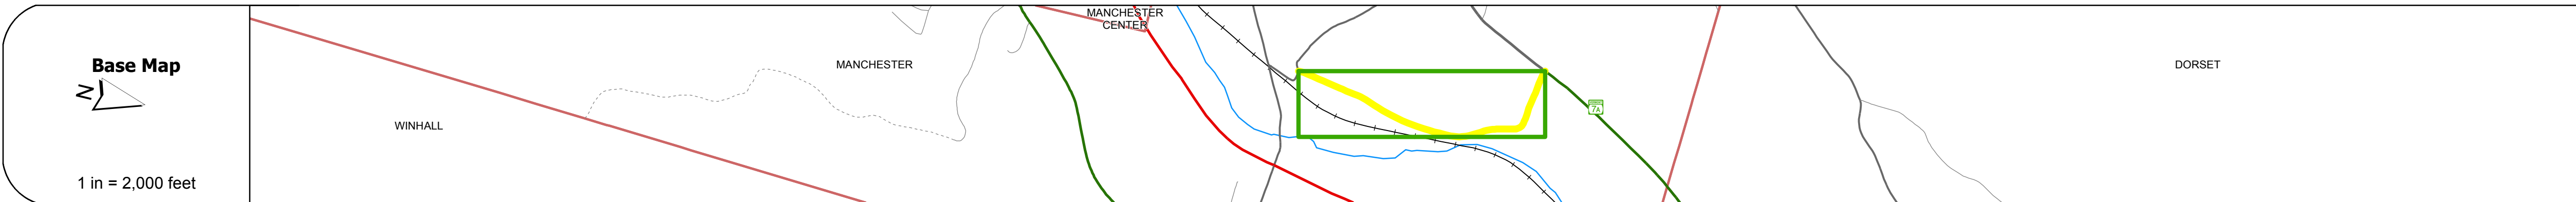 Base Map
N
1 in = 2,000 feet
WINHALL
MANCHESTER
MANCHESTER
CENTER
7A
DORSET